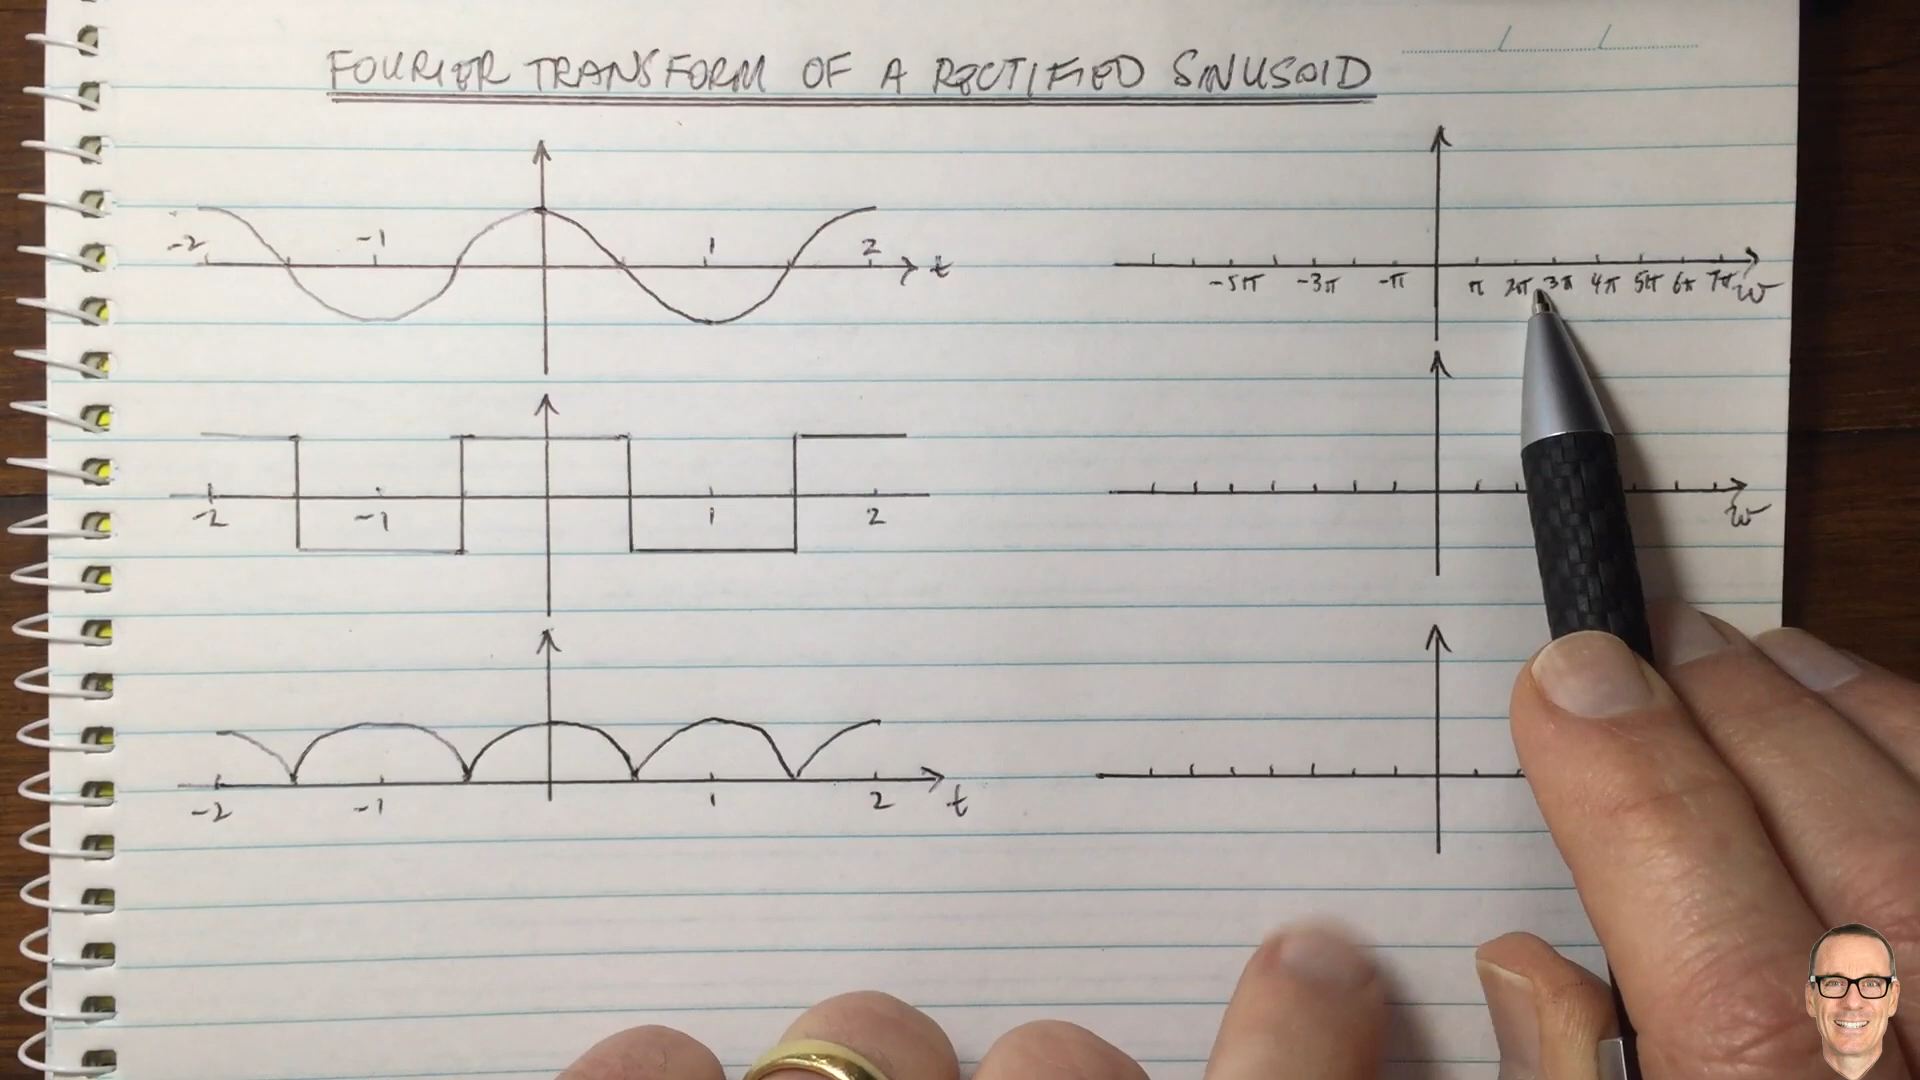 FOURIER TRANSFORM OF A RECTIFIED SINUSOID
-2 -1 1 2 t
-5π -3π -π π 2π 3π 4π 5π 6π 7π ω
-2 -1 1 2
ω
-2 -1 1 2 t